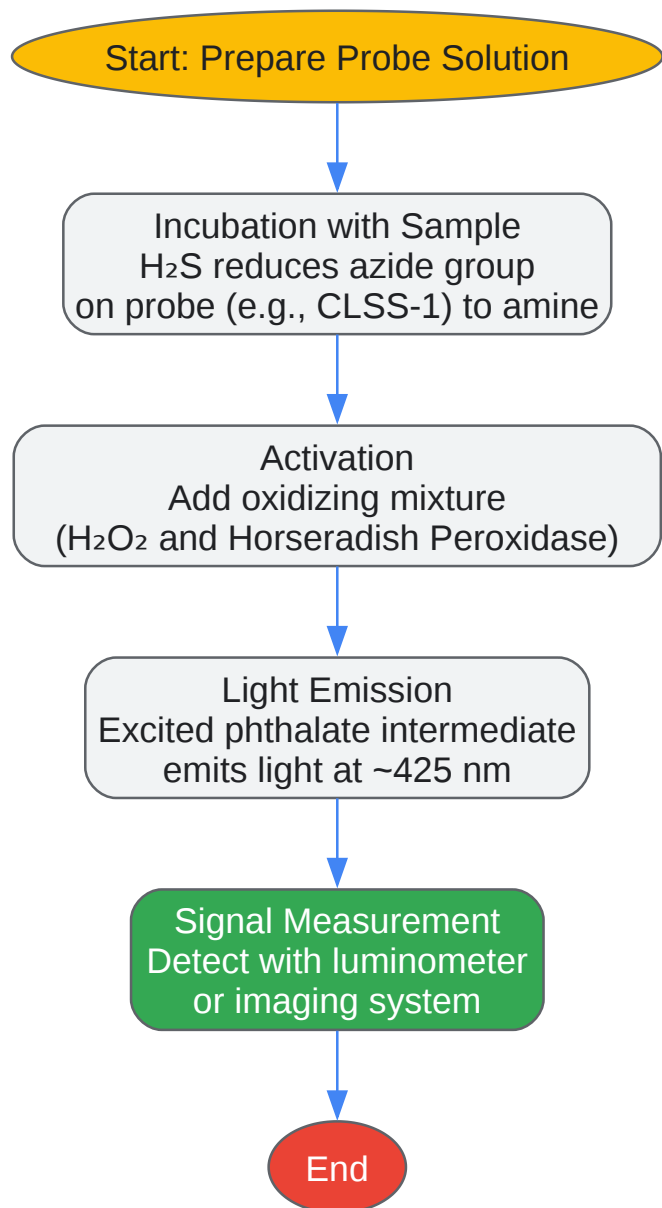 Start: Prepare Probe Solution
Incubation with Sample
H₂S reduces azide group
on probe (e.g., CLSS-1) to amine
Activation
Add oxidizing mixture
(H₂O₂ and Horseradish Peroxidase)
Light Emission
Excited phthalate intermediate
emits light at ~425 nm
Signal Measurement
Detect with luminometer
or imaging system
End